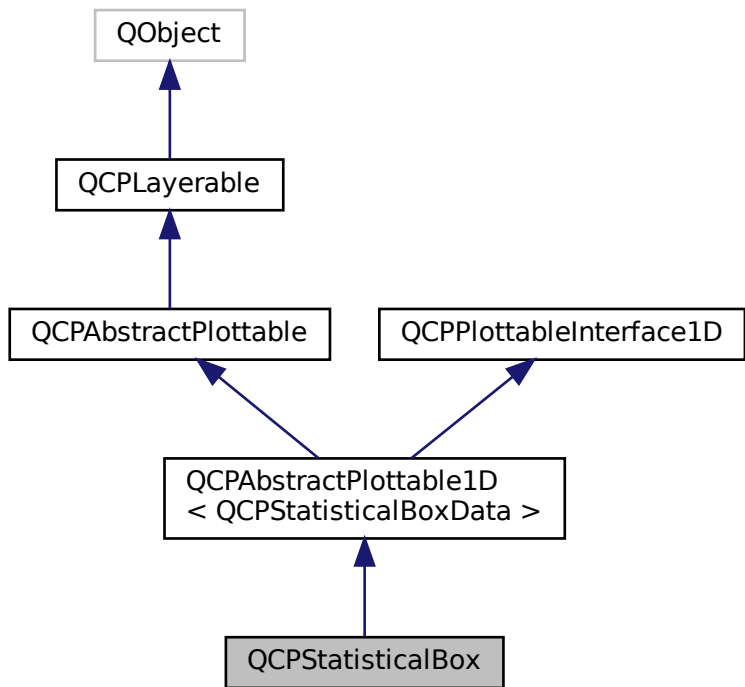 QObject
QCPLayerable
QCPAbstractPlottable
QCPPlottableInterface1D
QCPAbstractPlottable1D
< QCPStatisticalBoxData >
QCPStatisticalBox